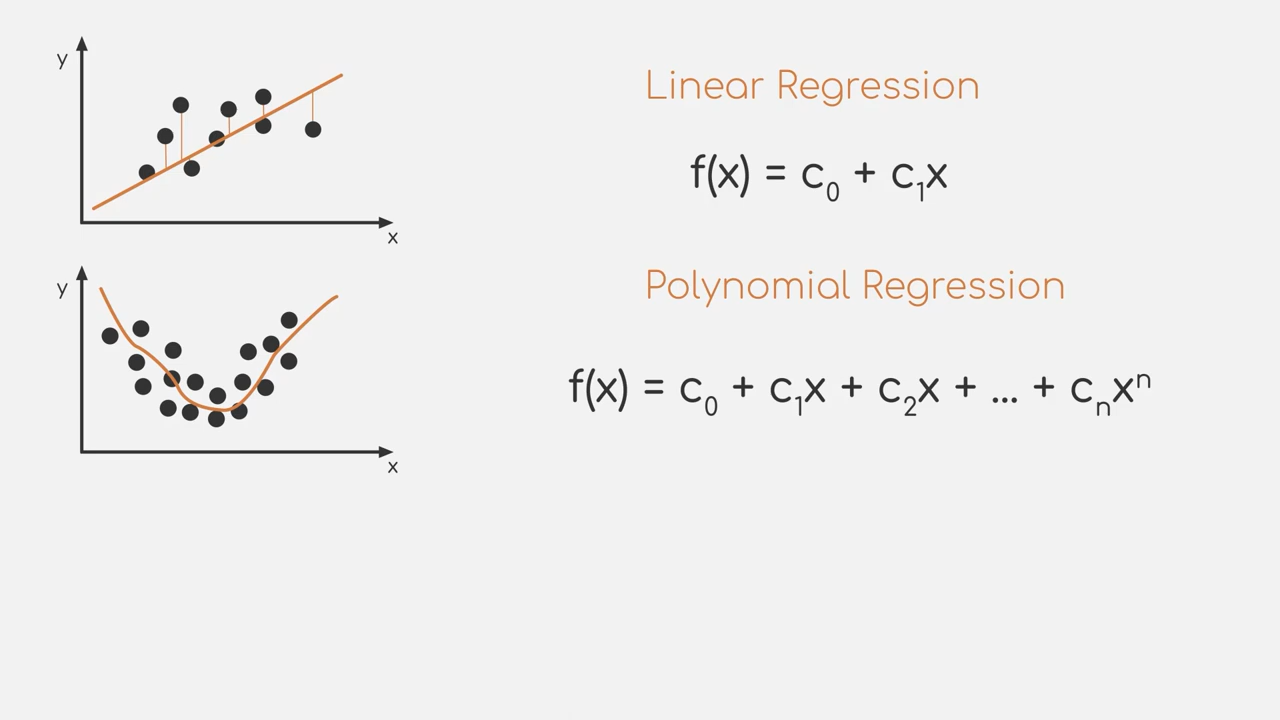 y
Linear Regression
f(x) = c₀ + c₁x
x
Polynomial Regression
y
f(x) = c₀ + c₁x + c₂x + ... + cₙxⁿ
x